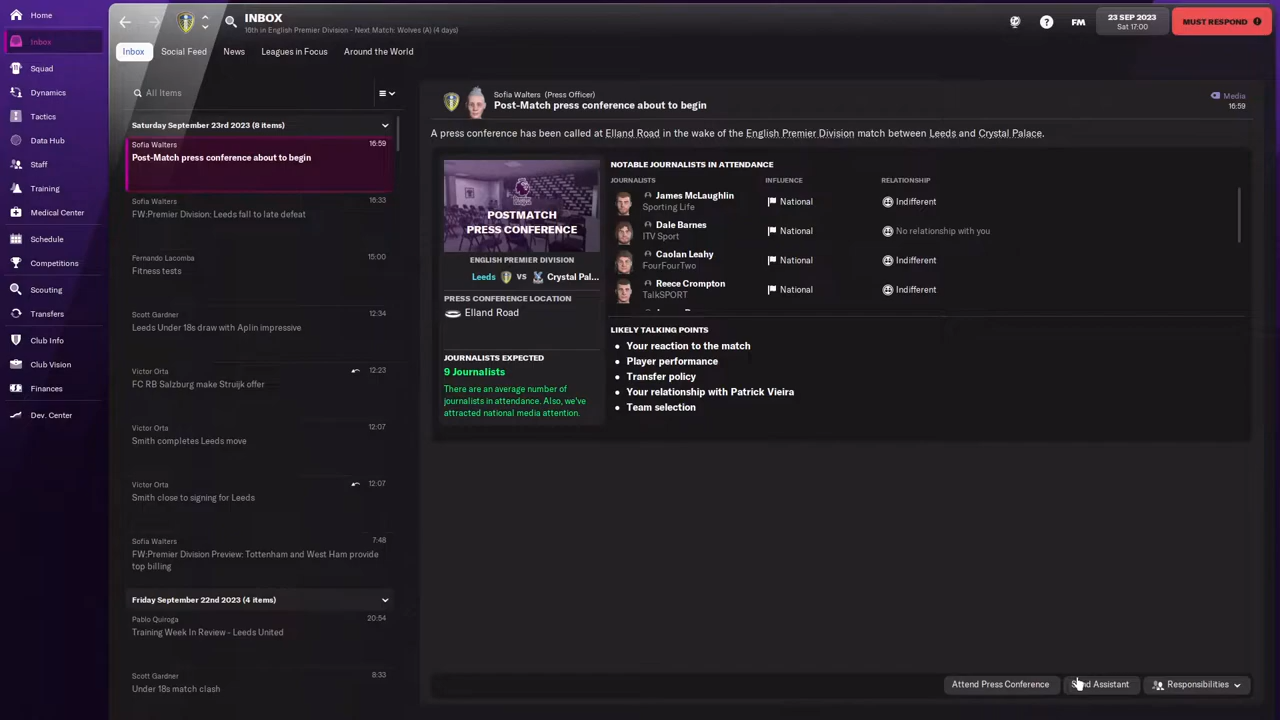 Home
Inbox
Squad
Dynamics
Tactics
Data Hub
Staff
Training
Medical Center
Schedule
Competitions
Scouting
Transfers
Club Info
Club Vision
Finances
Dev. Center
INBOX
16th in English Premier Division - Next Match: Wolves (A) (4 days)
FM
23 SEP 2023
Sat 17:00
MUST RESPOND
Inbox
Social Feed
News
Leagues in Focus
Around the World
All Items
Saturday September 23rd 2023 (8 items)
Sofia Walters 16:59
Post-Match press conference about to begin
Sofia Walters 16:33
FW:Premier Division: Leeds fall to late defeat
Fernando Lacomba 15:00
Fitness tests
Scott Gardner 12:34
Leeds Under 18s draw with Aplin impressive
Victor Orta 12:23
FC RB Salzburg make Struijk offer
Victor Orta 12:07
Smith completes Leeds move
Victor Orta 12:07
Smith close to signing for Leeds
Sofia Walters 7:48
FW:Premier Division Preview: Tottenham and West Ham provide
top billing
Friday September 22nd 2023 (4 items)
Pablo Quiroga 20:54
Training Week In Review - Leeds United
Scott Gardner 8:33
Under 18s match clash
Sofia Walters (Press Officer)
Post-Match press conference about to begin
Media
16:59
A press conference has been called at Elland Road in the wake of the English Premier Division match between Leeds and Crystal Palace.
POSTMATCH
PRESS CONFERENCE
ENGLISH PREMIER DIVISION
Leeds VS Crystal Pal...
PRESS CONFERENCE LOCATION
Elland Road
JOURNALISTS EXPECTED
9 Journalists
There are an average number of
journalists in attendance. Also, we've
attracted national media attention.
NOTABLE JOURNALISTS IN ATTENDANCE
JOURNALISTS INFLUENCE RELATIONSHIP
James McLaughlin
Sporting Life
National
Indifferent
Dale Barnes
ITV Sport
National
No relationship with you
Caolan Leahy
FourFourTwo
National
Indifferent
Reece Crompton
TalkSPORT
National
Indifferent
LIKELY TALKING POINTS
Your reaction to the match
Player performance
Transfer policy
Your relationship with Patrick Vieira
Team selection
Attend Press Conference
Assistant
Responsibilities